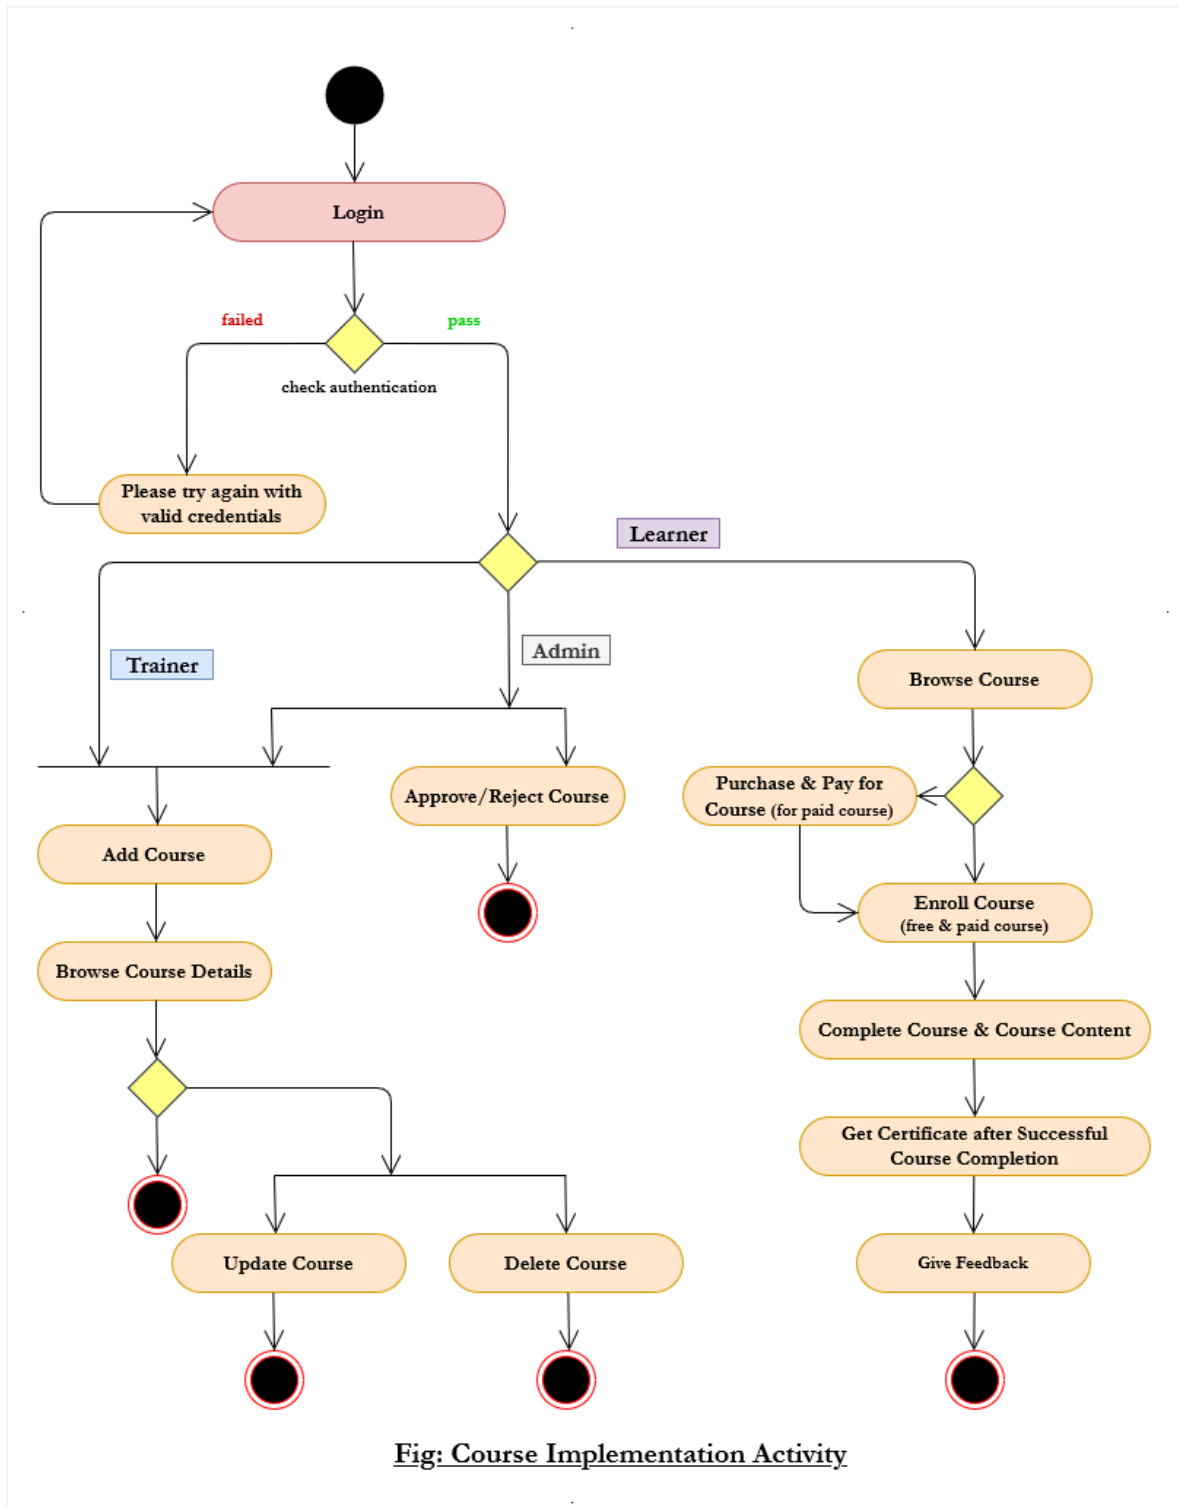 Login
failed
pass
check authentication
Please try again with
valid credentials
Learner
Trainer
Admin
Browse Course
Purchase & Pay for
Course (for paid course)
Approve/Reject Course
Add Course
Enroll Course
(free & paid course)
Browse Course Details
Complete Course & Course Content
Get Certificate after Successful
Course Completion
Update Course
Delete Course
Give Feedback
Fig: Course Implementation Activity